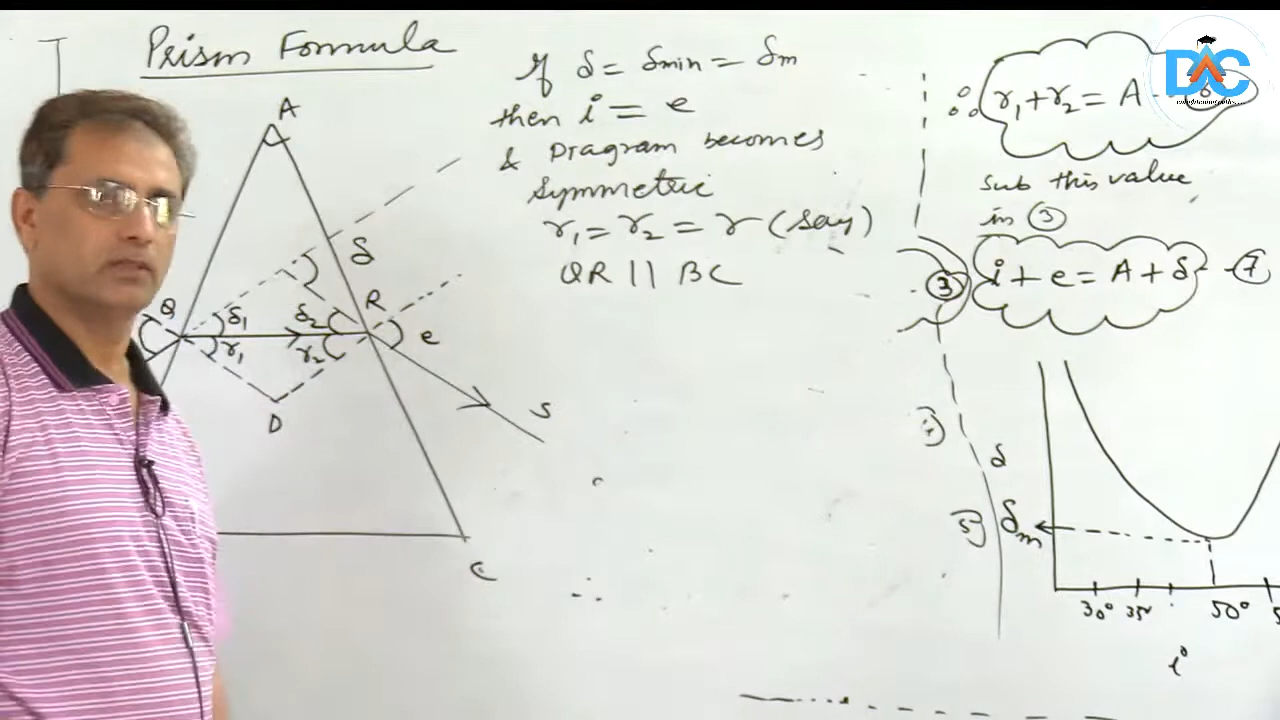 Prism Formula
A
Q
δ
R
δ1
δ2
r1
r2
e
D
S
C
If δ = δmin = δm
then i = e
& Diagram becomes
Symmetric
r1 = r2 = r (say)
QR || BC
∴ r1 + r2 = A - 6
Sub this value
in ③
③ i + e = A + δ - ⑦
δ
δm
30° 35° 50°
i°
DAC